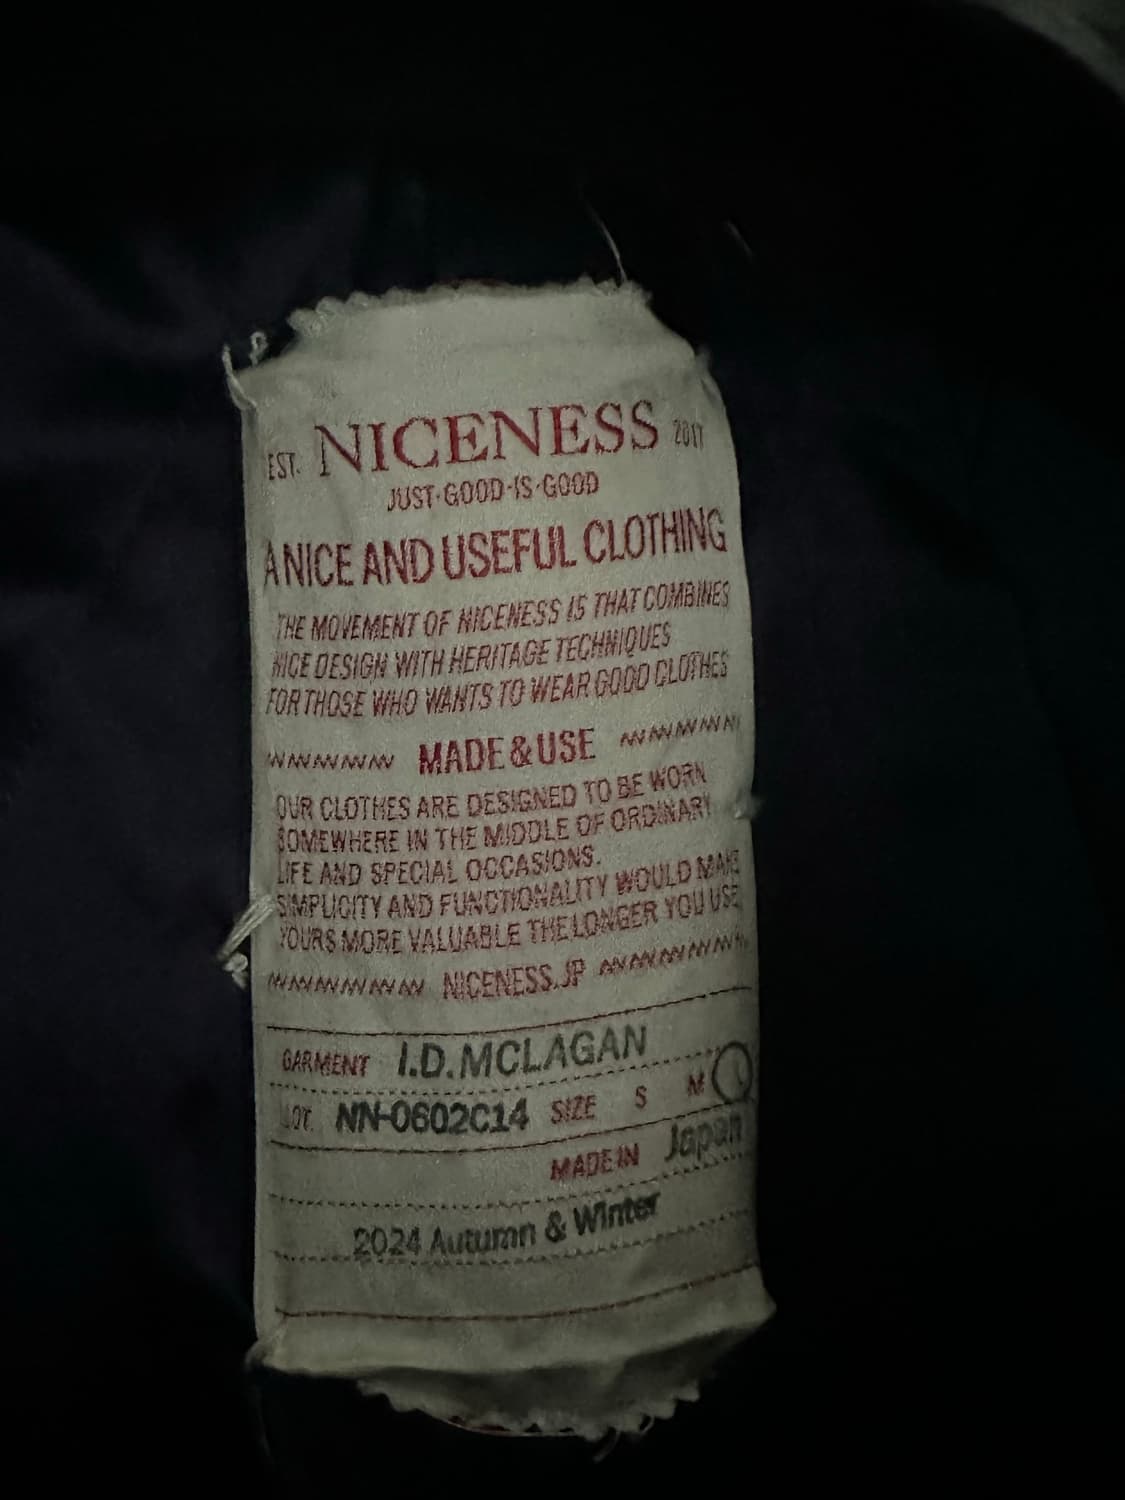 EST. NICENESS 2017
JUST·GOOD·IS·GOOD
A NICE AND USEFUL CLOTHING
THE MOVEMENT OF NICENESS IS THAT COMBINES
NICE DESIGN WITH HERITAGE TECHNIQUES
FOR THOSE WHO WANTS TO WEAR GOOD CLOTHES
MADE & USE
OUR CLOTHES ARE DESIGNED TO BE WORN
SOMEWHERE IN THE MIDDLE OF ORDINARY
LIFE AND SPECIAL OCCASIONS.
SIMPLICITY AND FUNCTIONALITY WOULD MAKE
YOURS MORE VALUABLE THE LONGER YOU USE
NICENESS.JP
GARMENT I.D.MCLAGAN
LOT. NN-0602C14 SIZE S M L
MADE IN Japan
2024 Autumn & Winter